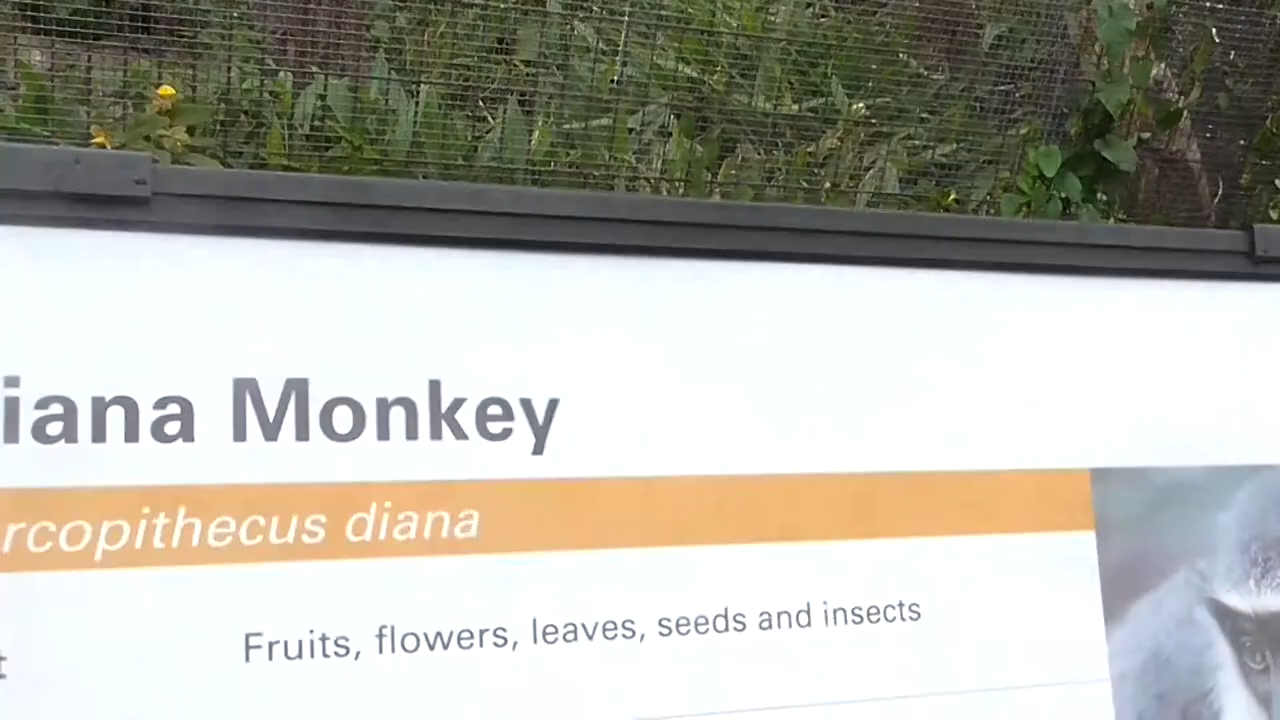 iana Monkey
rcopithecus diana
t
Fruits, flowers, leaves, seeds and insects